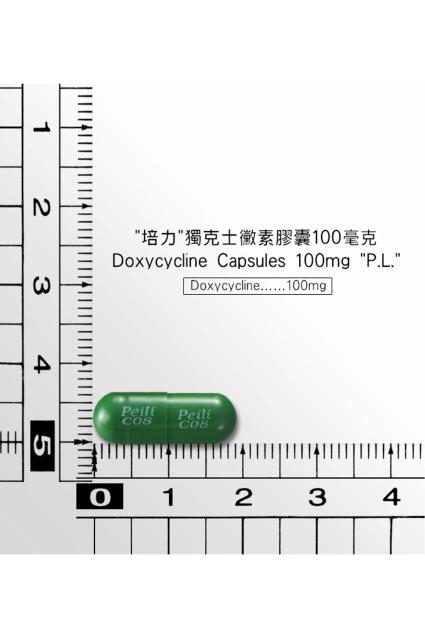 "培力"獨克士黴素膠囊100毫克
Doxycycline Capsules 100mg "P.L."
Doxycycline......100mg
1
2
3
4
5
Peili Peili
C08 C08
0 1 2 3 4